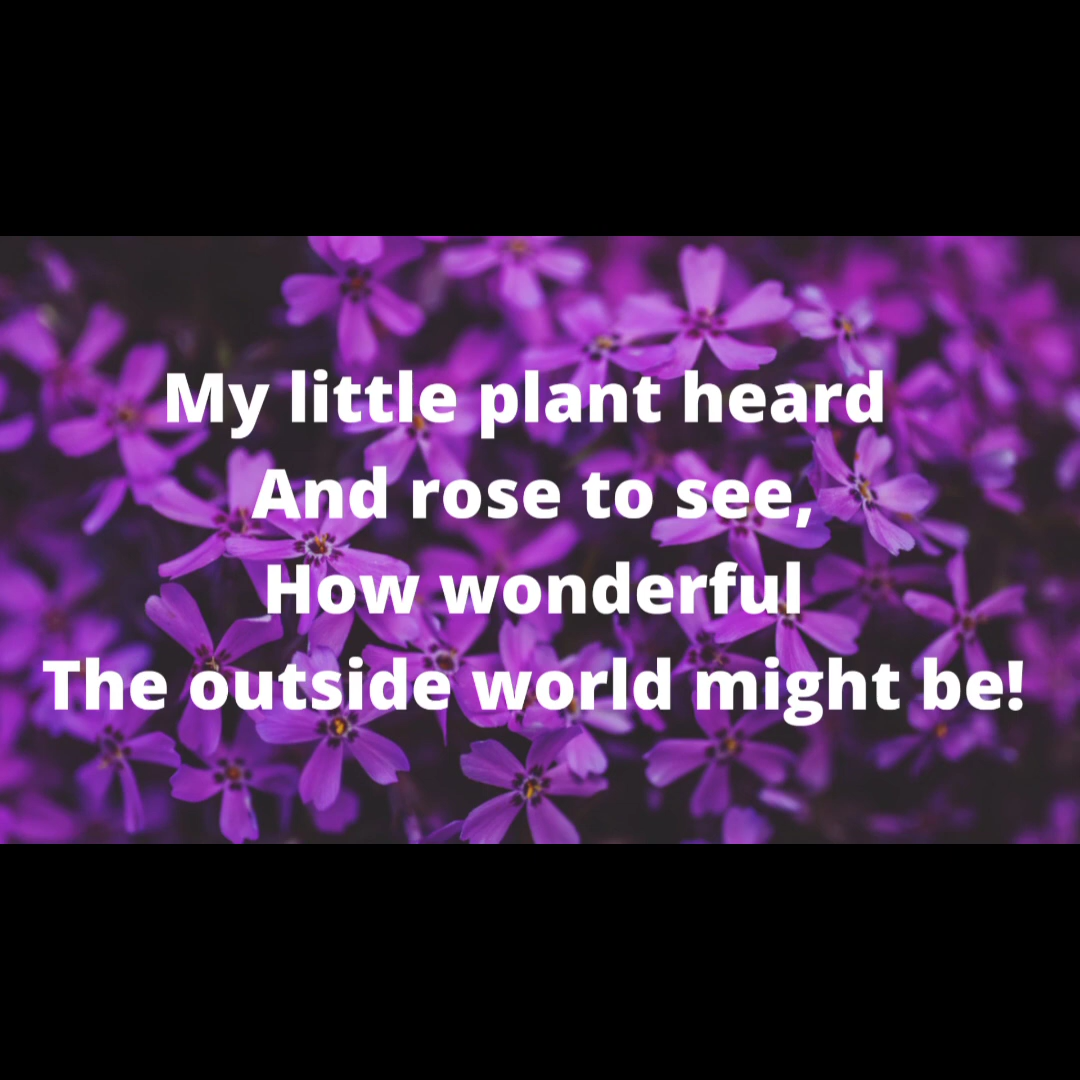 My little plant heard
And rose to see,
How wonderful
The outside world might be!